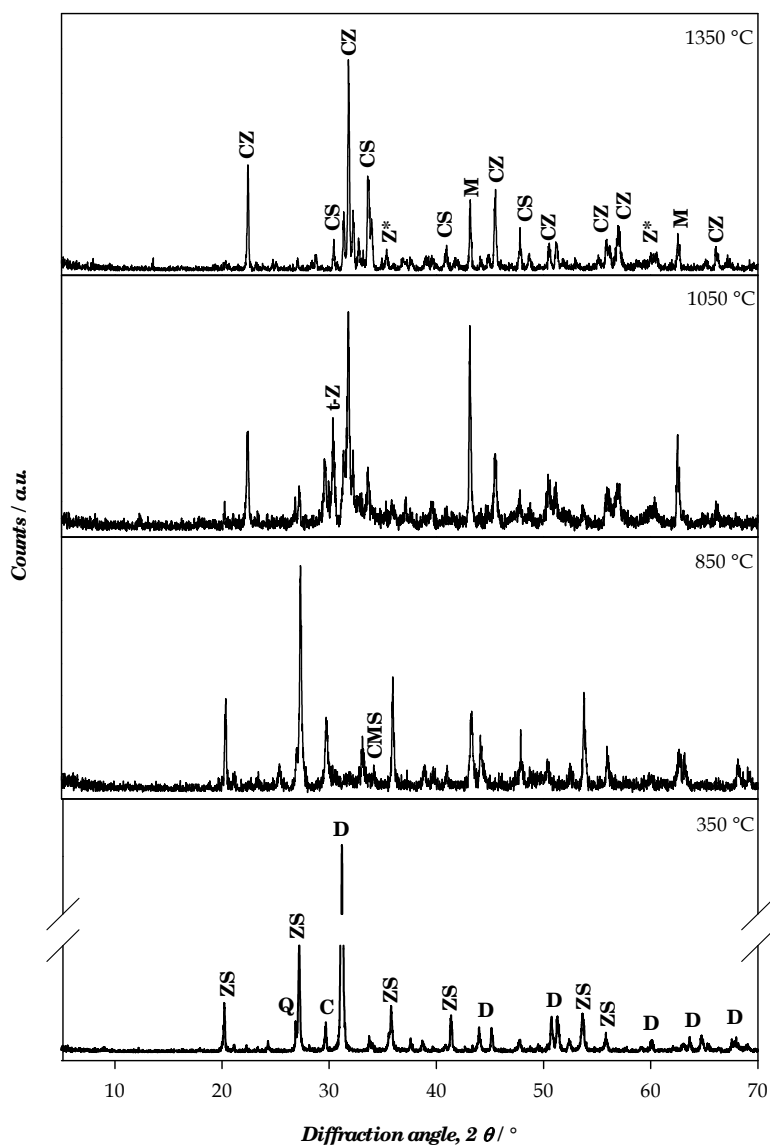 1350 °C
CZ
CZ
CS
CS
Z*
CS
M
CZ
CS
CZ
CZ
CZ
Z*
M
CZ
1050 °C
t-Z
850 °C
CMS
350 °C
D
ZS
ZS
Q
C
ZS
ZS
D
D
ZS
ZS
D
D
D
Counts / a.u.
10 20 30 40 50 60 70
Diffraction angle, 2 θ / °